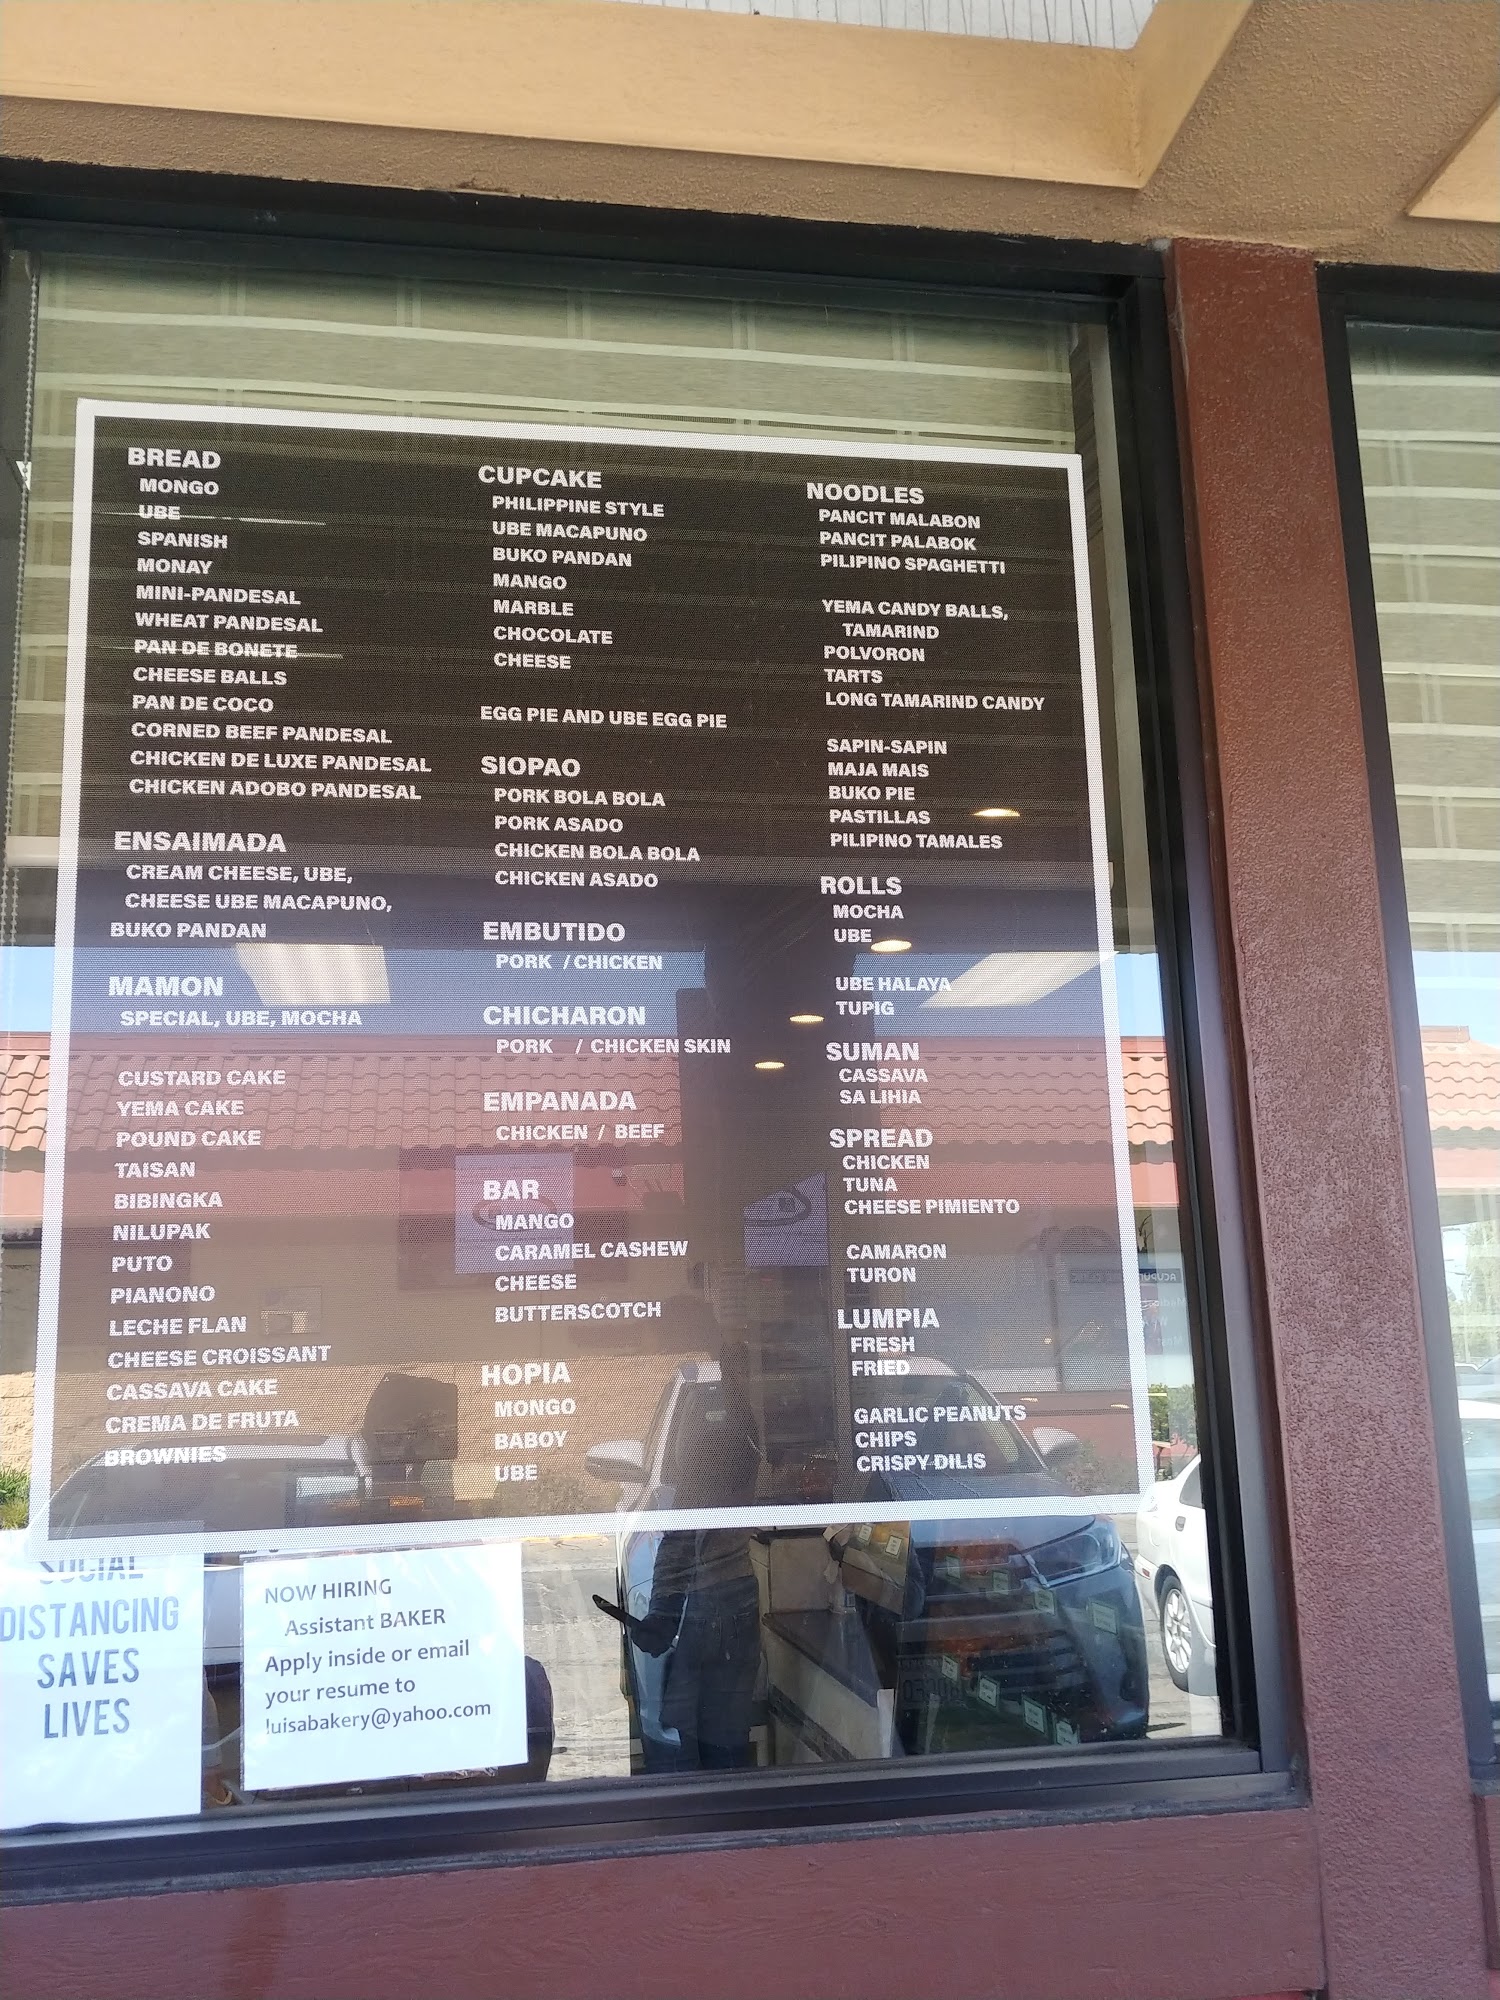 BREAD
MONGO
UBE
SPANISH
MONAY
MINI-PANDESAL
WHEAT PANDESAL
PAN DE BONETE
CHEESE BALLS
PAN DE COCO
CORNED BEEF PANDESAL
CHICKEN DE LUXE PANDESAL
CHICKEN ADOBO PANDESAL
ENSAIMADA
CREAM CHEESE, UBE,
CHEESE UBE MACAPUNO,
BUKO PANDAN
MAMON
SPECIAL, UBE, MOCHA
CUSTARD CAKE
YEMA CAKE
POUND CAKE
TAISAN
BIBINGKA
NILUPAK
PUTO
PIANONO
LECHE FLAN
CHEESE CROISSANT
CASSAVA CAKE
CREMA DE FRUTA
BROWNIES
CUPCAKE
PHILIPPINE STYLE
UBE MACAPUNO
BUKO PANDAN
MANGO
MARBLE
CHOCOLATE
CHEESE
EGG PIE AND UBE EGG PIE
SIOPAO
PORK BOLA BOLA
PORK ASADO
CHICKEN BOLA BOLA
CHICKEN ASADO
EMBUTIDO
PORK / CHICKEN
CHICHARON
PORK / CHICKEN SKIN
EMPANADA
CHICKEN / BEEF
BAR
MANGO
CARAMEL CASHEW
CHEESE
BUTTERSCOTCH
HOPIA
MONGO
BABOY
UBE
NOODLES
PANCIT MALABON
PANCIT PALABOK
PILIPINO SPAGHETTI
YEMA CANDY BALLS,
TAMARIND
POLVORON
TARTS
LONG TAMARIND CANDY
SAPIN-SAPIN
MAJA MAIS
BUKO PIE
PASTILLAS
PILIPINO TAMALES
ROLLS
MOCHA
UBE
UBE HALAYA
TUPIG
SUMAN
CASSAVA
SA LIHIA
SPREAD
CHICKEN
TUNA
CHEESE PIMIENTO
CAMARON
TURON
LUMPIA
FRESH
FRIED
GARLIC PEANUTS
CHIPS
CRISPY DILIS
SOCIAL
DISTANCING
SAVES
LIVES
NOW HIRING
Assistant BAKER
Apply inside or email
your resume to
luisabakery@yahoo.com